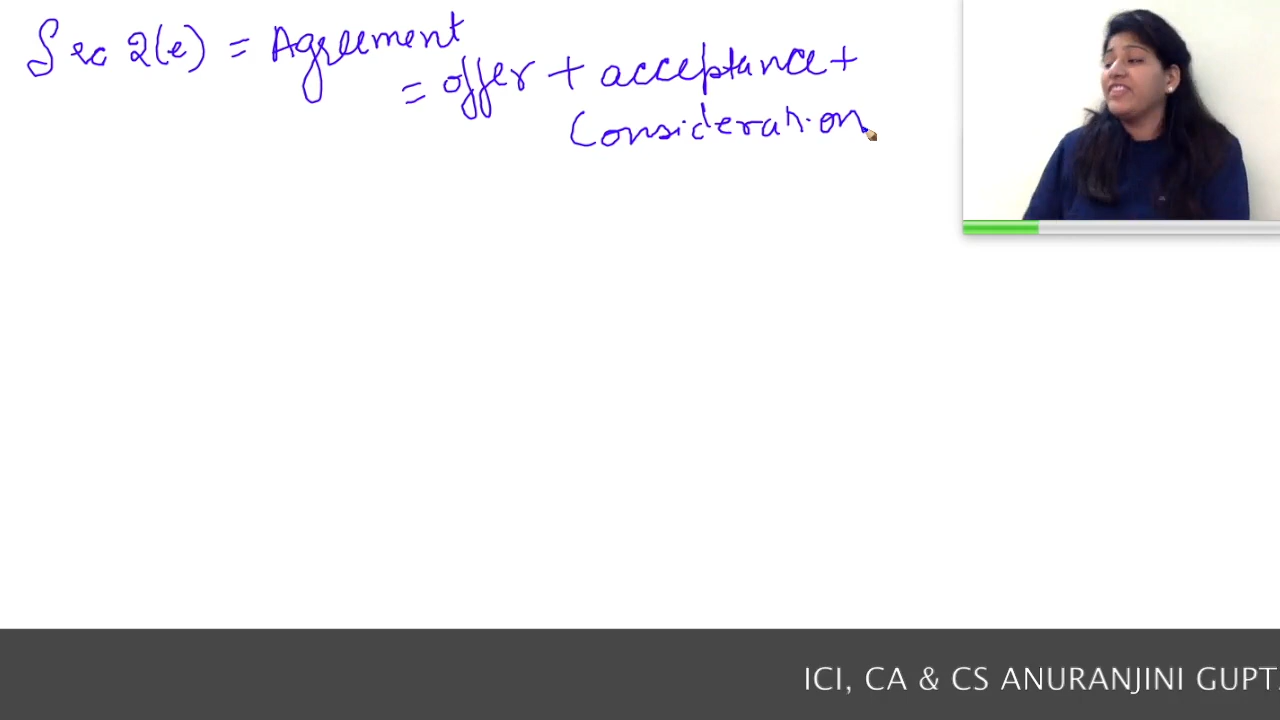 Sec 2(e) = Agreement
= offer + acceptance +
Consideration
ICI, CA & CS ANURANJINI GUPT